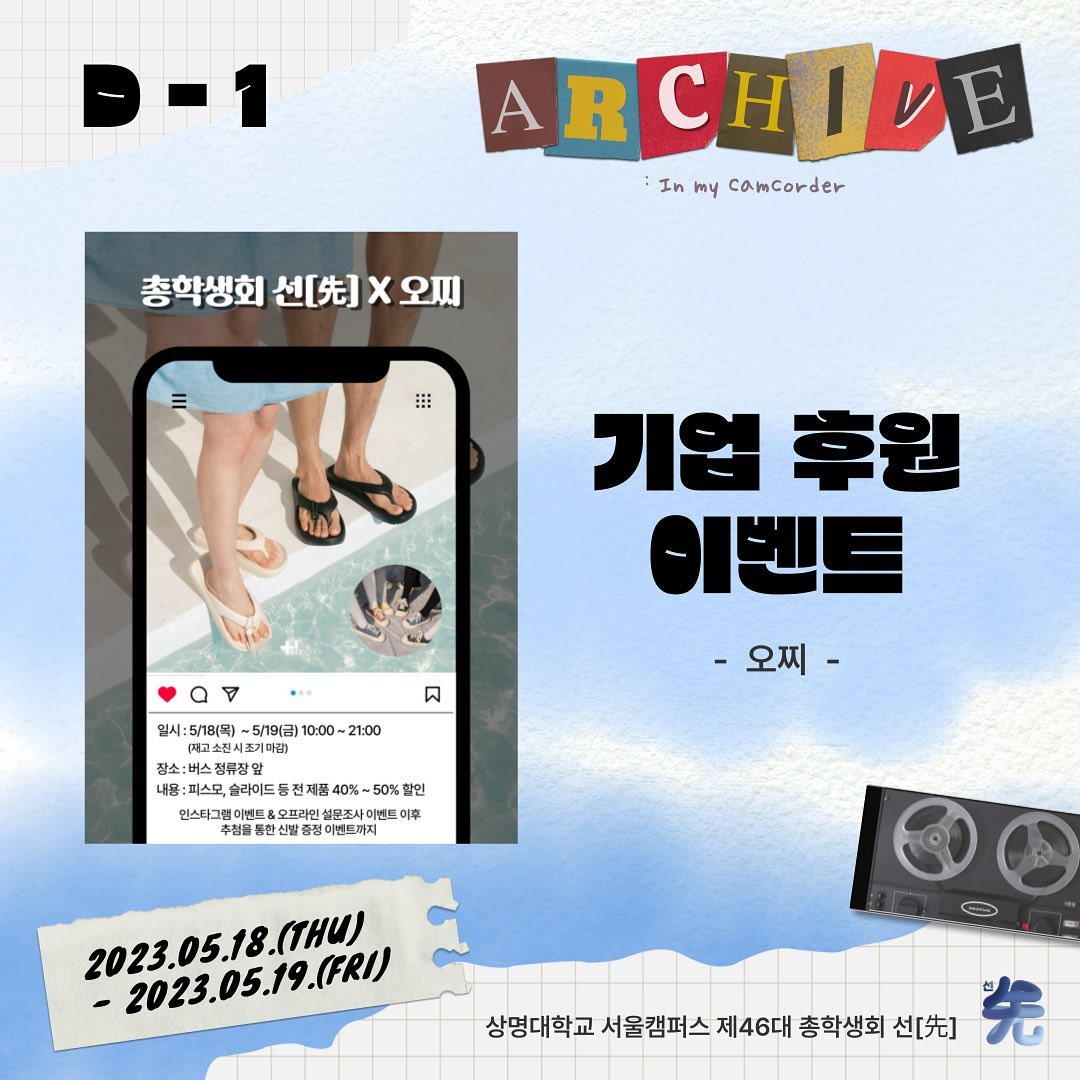 D-1
ARCHIVE
: In my Camcorder
총학생회 선[先] X 오찌
기업 후원
이벤트
- 오찌 -
일시 : 5/18(목) ~ 5/19(금) 10:00 ~ 21:00
(재고 소진 시 조기 마감)
장소 : 버스 정류장 앞
내용 : 피스모, 슬라이드 등 전 제품 40% ~ 50% 할인
인스타그램 이벤트 & 오프라인 설문조사 이벤트 이후
추첨을 통한 신발 증정 이벤트까지
2023.05.18.(THU)
- 2023.05.19.(FRI)
상명대학교 서울캠퍼스 제46대 총학생회 선[先]
선 先